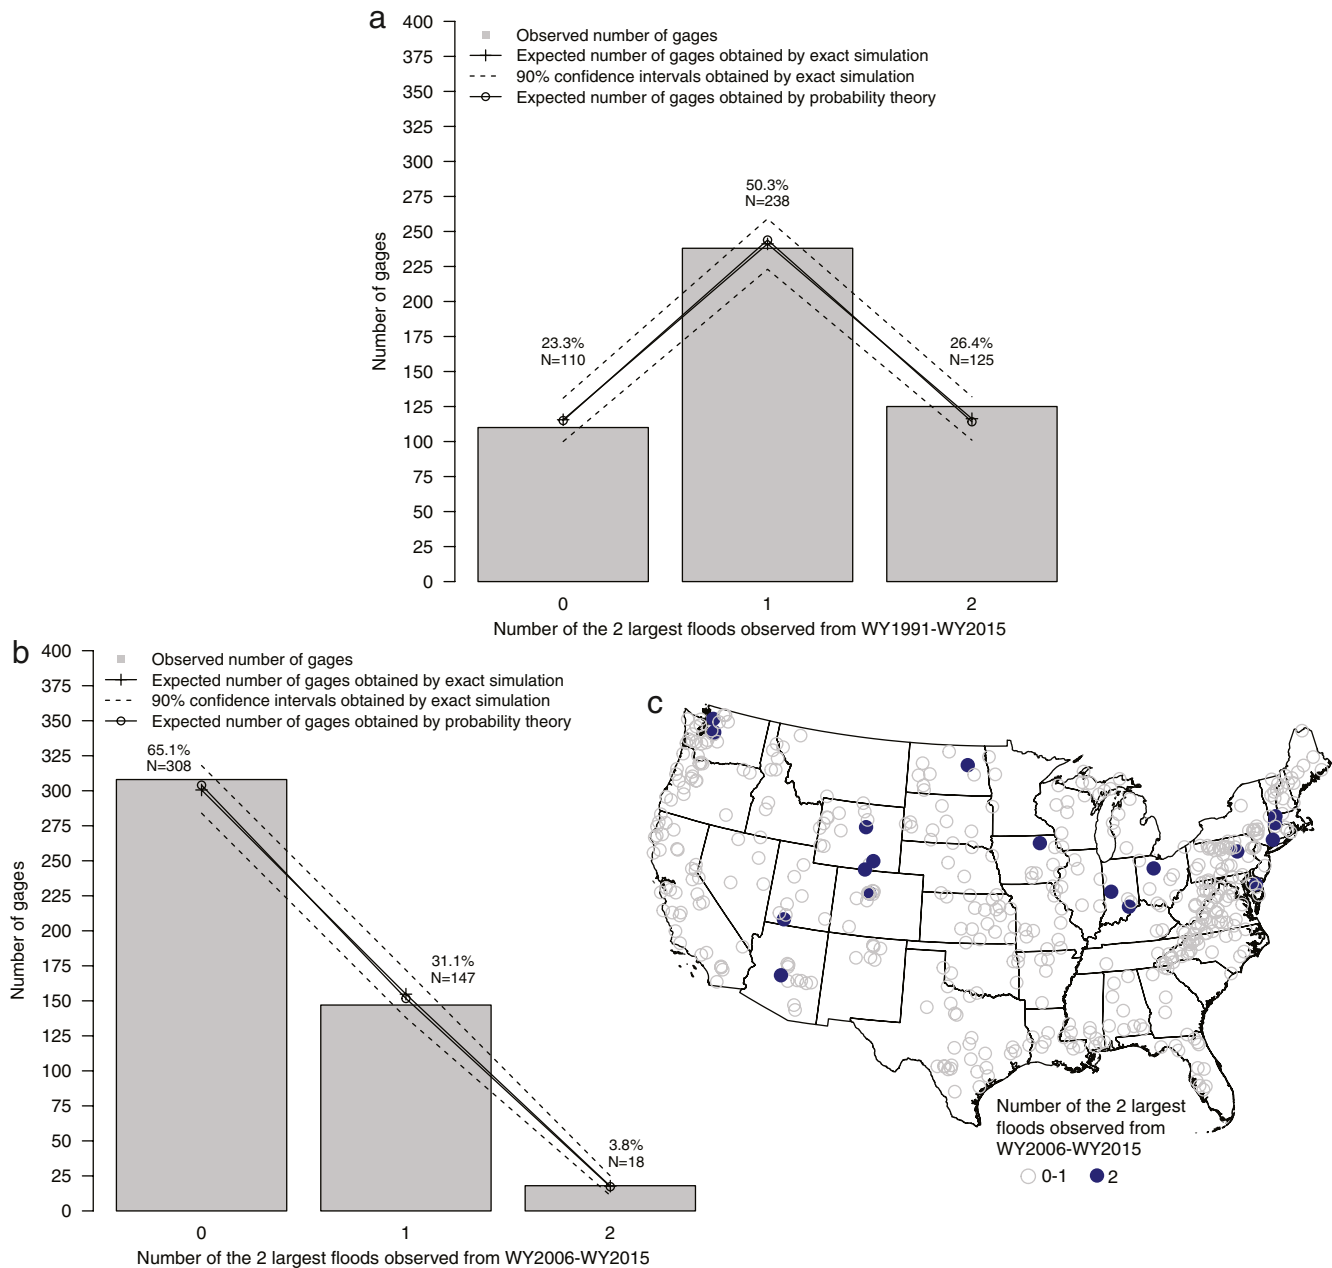 a
400
375
350
325
300
275
250
225
200
175
150
125
100
75
50
25
0
Number of gages
Observed number of gages
Expected number of gages obtained by exact simulation
90% confidence intervals obtained by exact simulation
Expected number of gages obtained by probability theory
23.3%
N=110
50.3%
N=238
26.4%
N=125
0
1
2
Number of the 2 largest floods observed from WY1991-WY2015
b
400
375
350
325
300
275
250
225
200
175
150
125
100
75
50
25
0
Number of gages
Observed number of gages
Expected number of gages obtained by exact simulation
90% confidence intervals obtained by exact simulation
Expected number of gages obtained by probability theory
65.1%
N=308
31.1%
N=147
3.8%
N=18
0
1
2
Number of the 2 largest floods observed from WY2006-WY2015
c
Number of the 2 largest
floods observed from
WY2006-WY2015
0-1
2